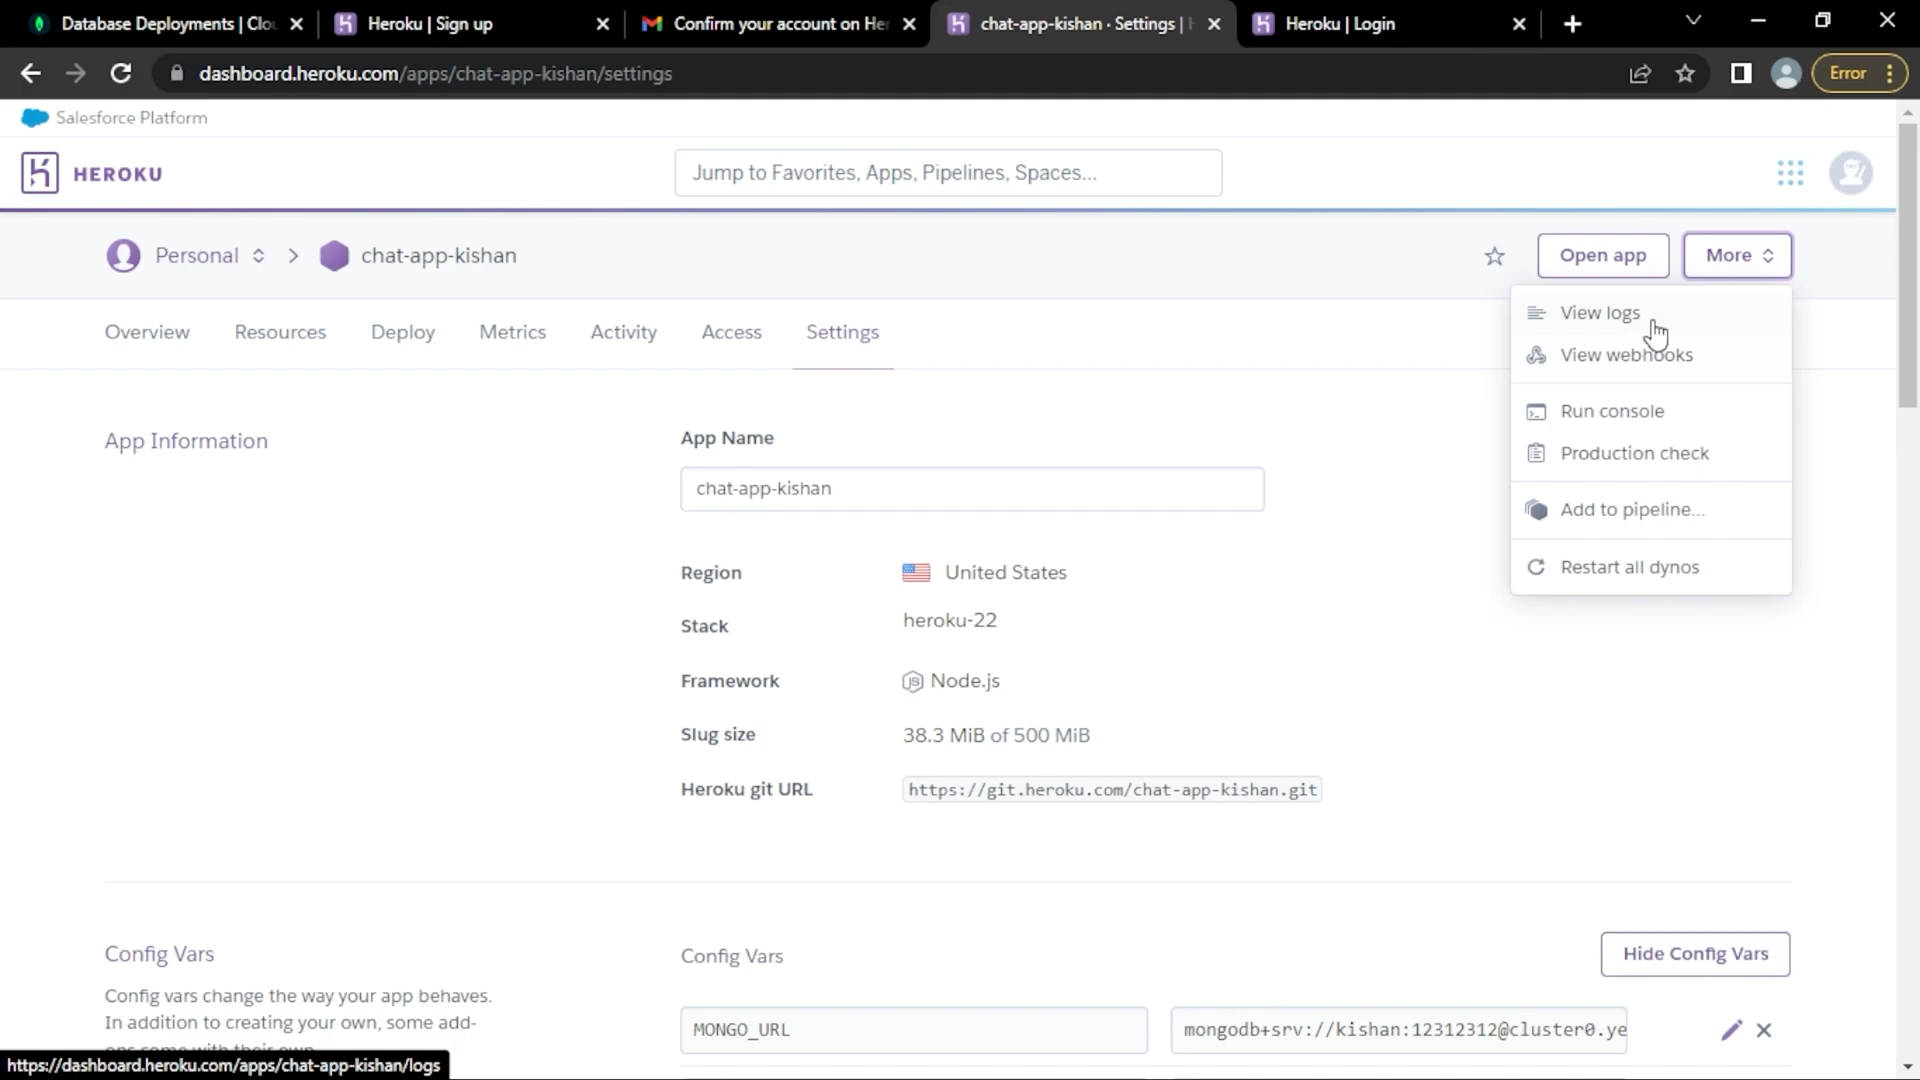 Database Deployments | Clo
Heroku | Sign up
Confirm your account on Her
chat-app-kishan · Settings |
Heroku | Login
dashboard.heroku.com/apps/chat-app-kishan/settings
Error
Salesforce Platform
HEROKU
Jump to Favorites, Apps, Pipelines, Spaces...
Personal
chat-app-kishan
Open app
More
Overview
Resources
Deploy
Metrics
Activity
Access
Settings
View logs
View webhooks
Run console
Production check
Add to pipeline...
Restart all dynos
App Information
App Name
chat-app-kishan
Region
United States
Stack
heroku-22
Framework
Node.js
Slug size
38.3 MiB of 500 MiB
Heroku git URL
https://git.heroku.com/chat-app-kishan.git
Config Vars
Config vars change the way your app behaves.
In addition to creating your own, some add-
ons come with their own.
Config Vars
Hide Config Vars
MONGO_URL
mongodb+srv://kishan:12312312@cluster0.ye
https://dashboard.heroku.com/apps/chat-app-kishan/logs